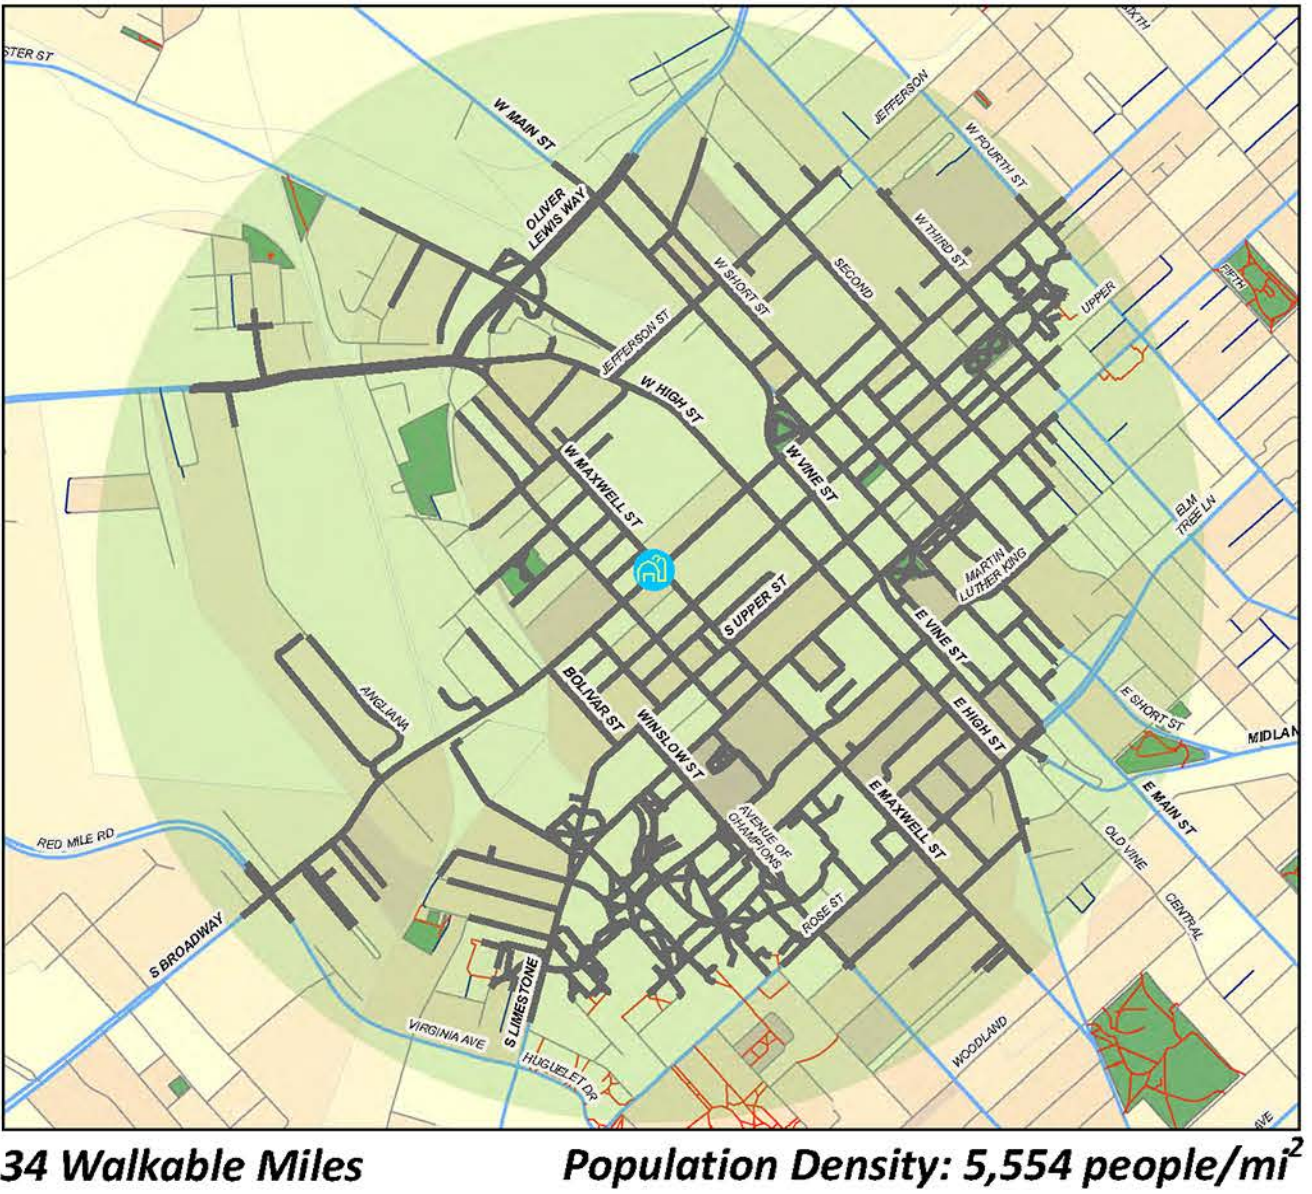 STER ST
W MAIN ST
JEFFERSON
W FOURTH ST
OLIVER
LEWIS WAY
W THIRD ST
SECOND
W SHORT ST
FIFTH
UPPER
JEFFERSON ST
W HIGH ST
W MAXWELL ST
W VINE ST
ELM
TREE LN
MARTIN
LUTHER KING
S UPPER ST
E VINE ST
BOLIVAR ST
WINSLOW ST
ANGLIANA
E HIGH ST
E SHORT ST
MIDLAN
E MAIN ST
E MAXWELL ST
AVENUE OF
CHAMPIONS
RED MILE RD
OLD VINE
CENTRAL
ROSE ST
S BROADWAY
S LIMESTONE
VIRGINIA AVE
HUGUELET DR
WOODLAND
AVE
34 Walkable Miles
Population Density: 5,554 people/mi²